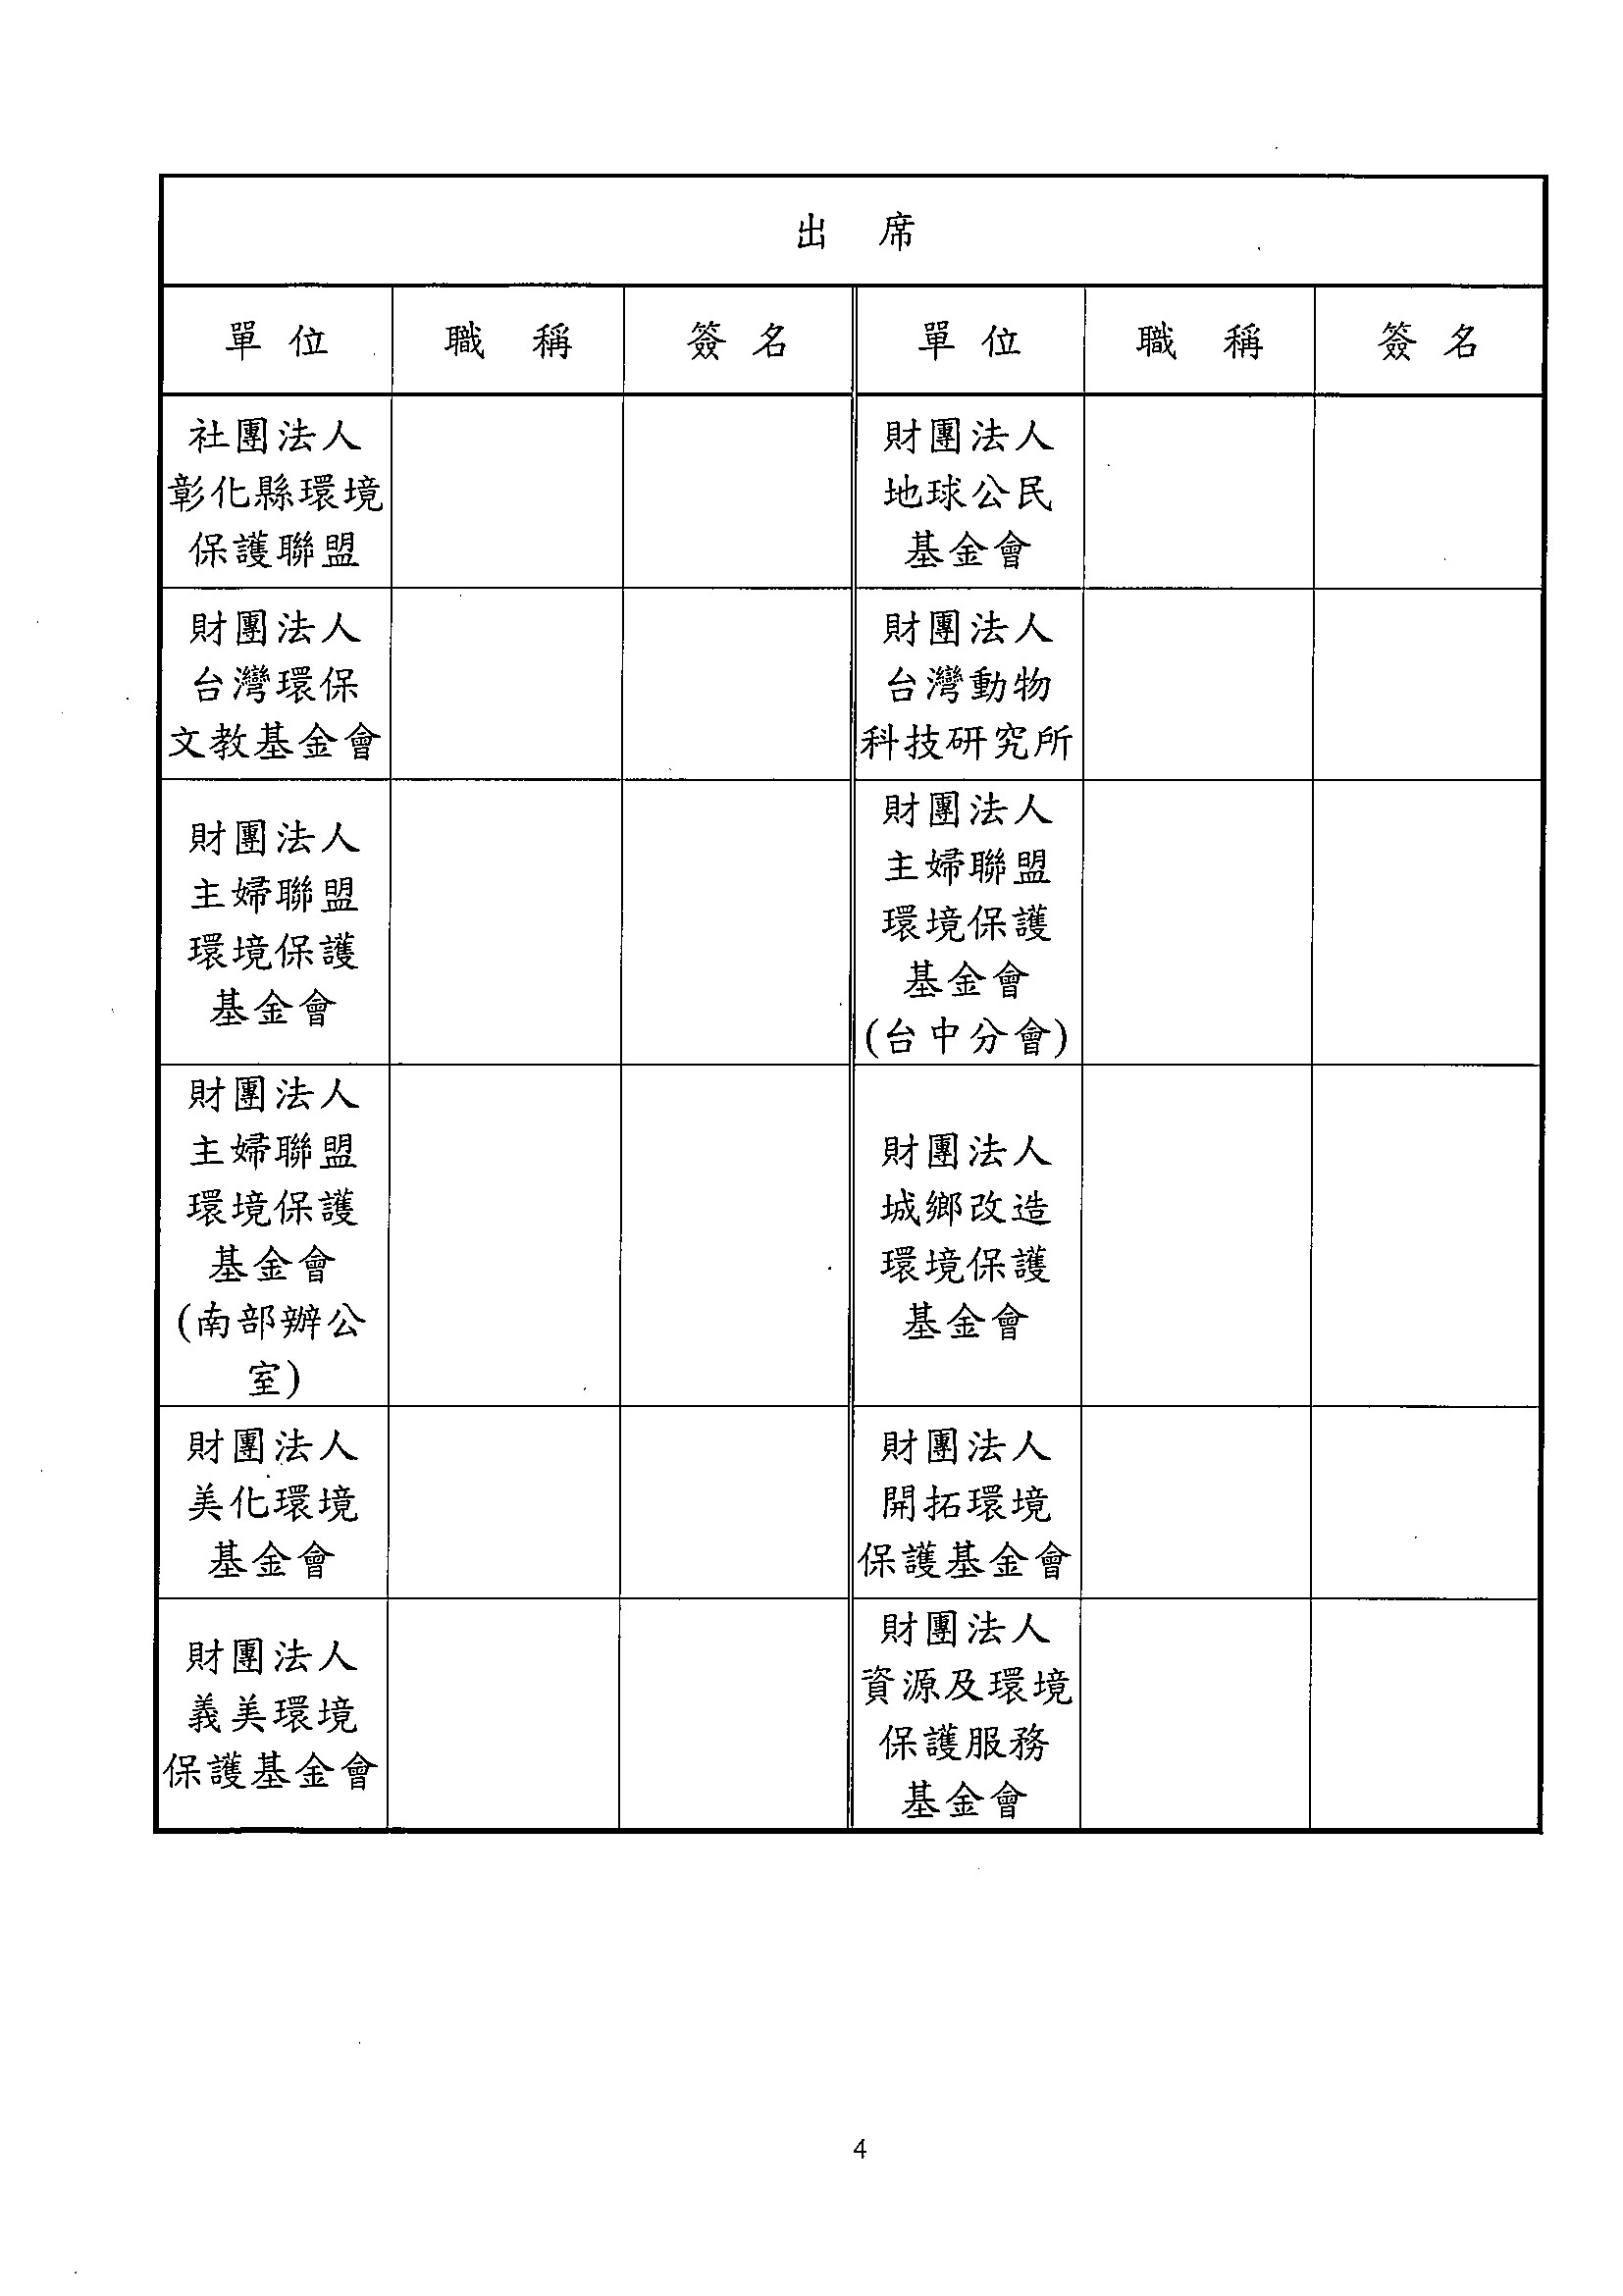 出 席
單位 職稱 簽名 單位 職稱 簽名
社團法人
彰化縣環境
保護聯盟
財團法人
地球公民
基金會
財團法人
台灣環保
文教基金會
財團法人
台灣動物
科技研究所
財團法人
主婦聯盟
環境保護
基金會
財團法人
主婦聯盟
環境保護
基金會
(台中分會)
財團法人
主婦聯盟
環境保護
基金會
(南部辦公
室)
財團法人
城鄉改造
環境保護
基金會
財團法人
美化環境
基金會
財團法人
開拓環境
保護基金會
財團法人
義美環境
保護基金會
財團法人
資源及環境
保護服務
基金會
4